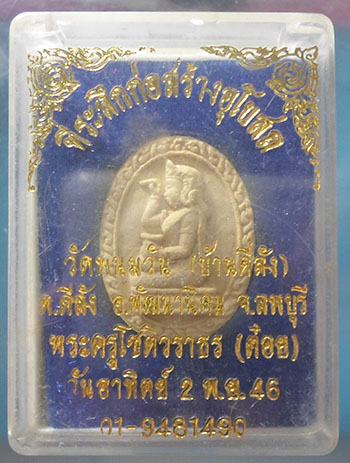 ที่ระลึกก่อสร้างอุโบสถ
วัดพนมวัน (บ้านดีลัง)
ต.ดีลัง อ.พัฒนานิคม จ.ลพบุรี
พระครูโชติวราธร (ต๋อย)
วันอาทิตย์ 2 พ.ย. 46
01-9481490